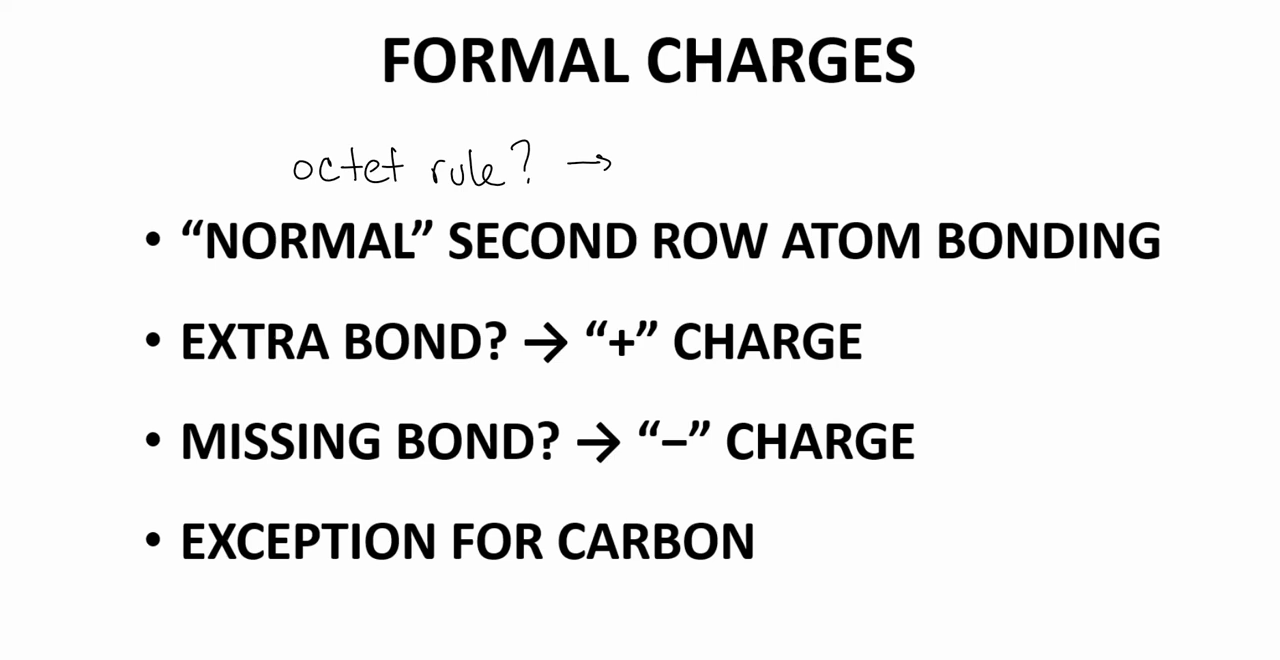 FORMAL CHARGES
octet rule? →
• “NORMAL” SECOND ROW ATOM BONDING
• EXTRA BOND? → “+” CHARGE
• MISSING BOND? → “–” CHARGE
• EXCEPTION FOR CARBON